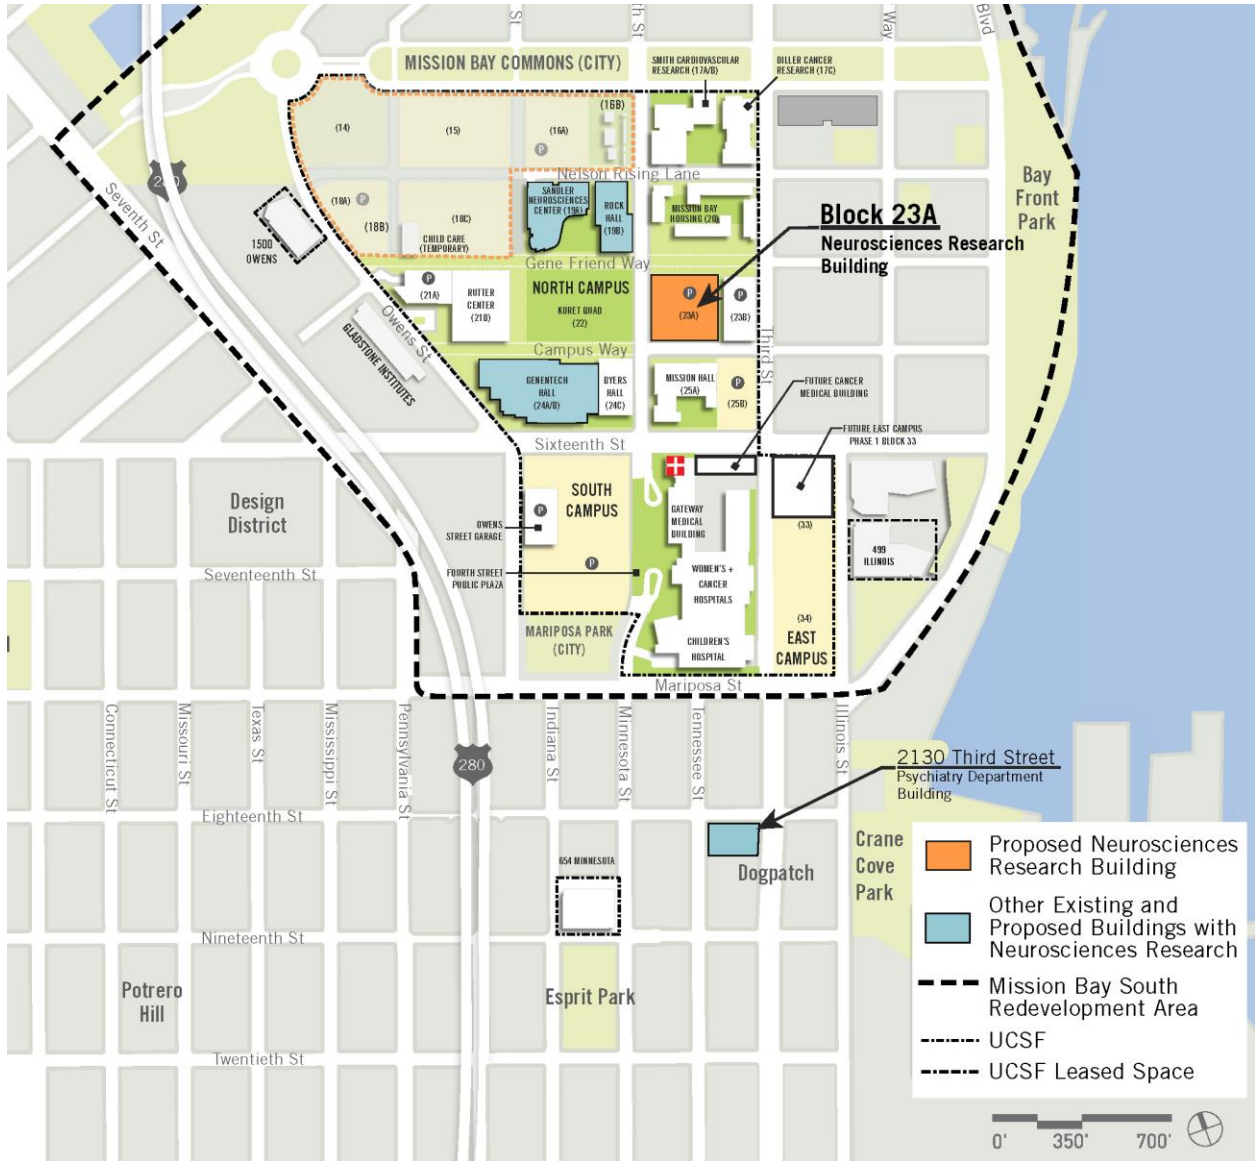 St
th St
Way
Blvd
MISSION BAY COMMONS (CITY)
SMITH CARDIOVASCULAR
RESEARCH (17A/B)
DILLER CANCER
RESEARCH (17C)
(14)
(15)
(16A)
P
(16B)
Nelson Rising Lane
(18A)
P
(18B)
(18C)
CHILD CARE
(TEMPORARY)
SANDLER
NEUROSCIENCES
CENTER (19A)
ROCK
HALL
(19B)
MISSION BAY
HOUSING (20)
Bay
Front
Park
Block 23A
Neurosciences Research
Building
Seventh St
1500
OWENS
Gene Friend Way
P
(21A)
RUTTER
CENTER
(21B)
NORTH CAMPUS
KORET QUAD
(22)
P
(23A)
P
(23B)
Third St
Owens St
GLADSTONE INSTITUTES
Campus Way
GENENTECH
HALL
(24A/B)
BYERS
HALL
(24C)
MISSION HALL
(25A)
P
(25B)
FUTURE CANCER
MEDICAL BUILDING
FUTURE EAST CAMPUS
PHASE 1 BLOCK 33
Sixteenth St
Design
District
SOUTH
CAMPUS
P
OWENS
STREET GARAGE
GATEWAY
MEDICAL
BUILDING
(33)
499
ILLINOIS
Seventeenth St
FOURTH STREET
PUBLIC PLAZA
P
WOMEN'S +
CANCER
HOSPITALS
MARIPOSA PARK
(CITY)
CHILDREN'S
HOSPITAL
(34)
EAST
CAMPUS
Mariposa St
Connecticut St
Missouri St
Texas St
Mississippi St
Pennsylvania St
Indiana St
Minnesota St
Tennessee St
Illinois St
280
2130 Third Street
Psychiatry Department
Building
Eighteenth St
654 MINNESOTA
Dogpatch
Crane
Cove
Park
Nineteenth St
Potrero
Hill
Esprit Park
Twentieth St
Proposed Neurosciences
Research Building
Other Existing and
Proposed Buildings with
Neurosciences Research
Mission Bay South
Redevelopment Area
UCSF
UCSF Leased Space
0' 350' 700'